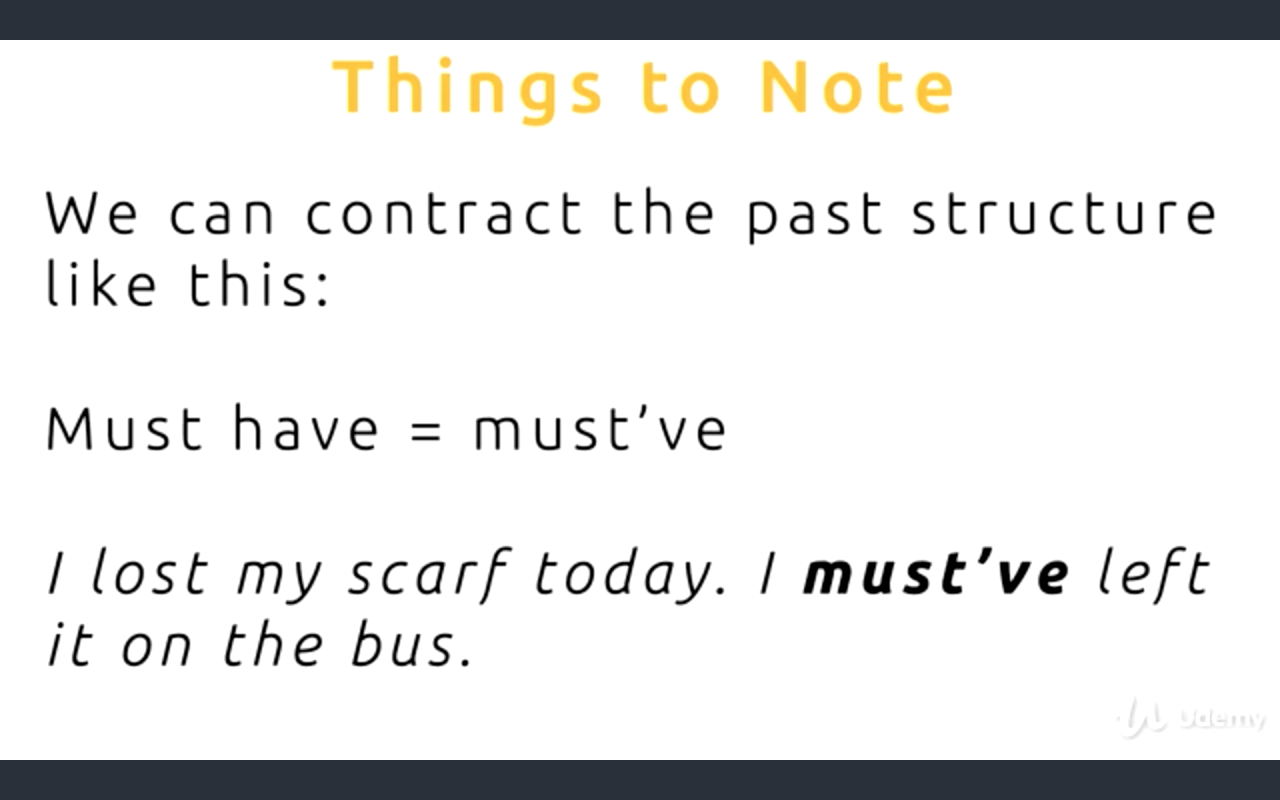 Things to Note
We can contract the past structure
like this:
Must have = must’ve
I lost my scarf today. I must’ve left
it on the bus.
Udemy